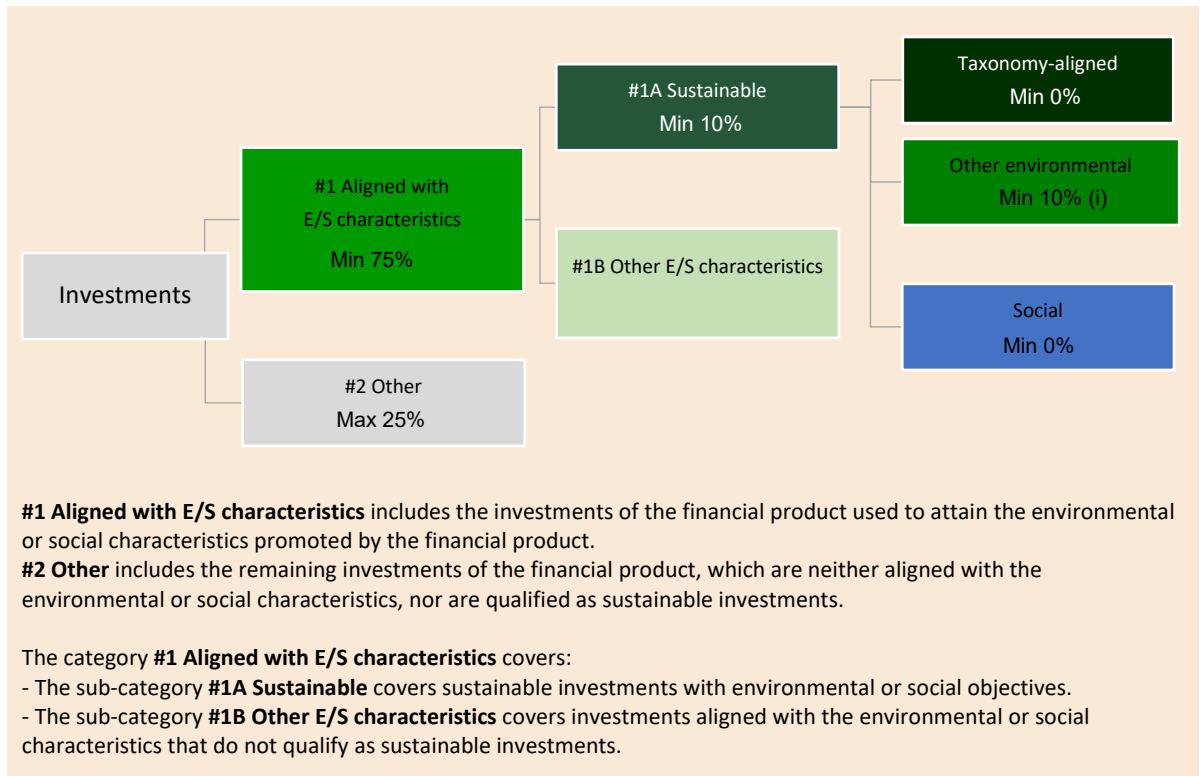 Investments
#1 Aligned with
E/S characteristics
Min 75%
#2 Other
Max 25%
#1A Sustainable
Min 10%
#1B Other E/S characteristics
Taxonomy-aligned
Min 0%
Other environmental
Min 10% (i)
Social
Min 0%
#1 Aligned with E/S characteristics includes the investments of the financial product used to attain the environmental
or social characteristics promoted by the financial product.
#2 Other includes the remaining investments of the financial product, which are neither aligned with the
environmental or social characteristics, nor are qualified as sustainable investments.
The category #1 Aligned with E/S characteristics covers:
- The sub-category #1A Sustainable covers sustainable investments with environmental or social objectives.
- The sub-category #1B Other E/S characteristics covers investments aligned with the environmental or social
characteristics that do not qualify as sustainable investments.